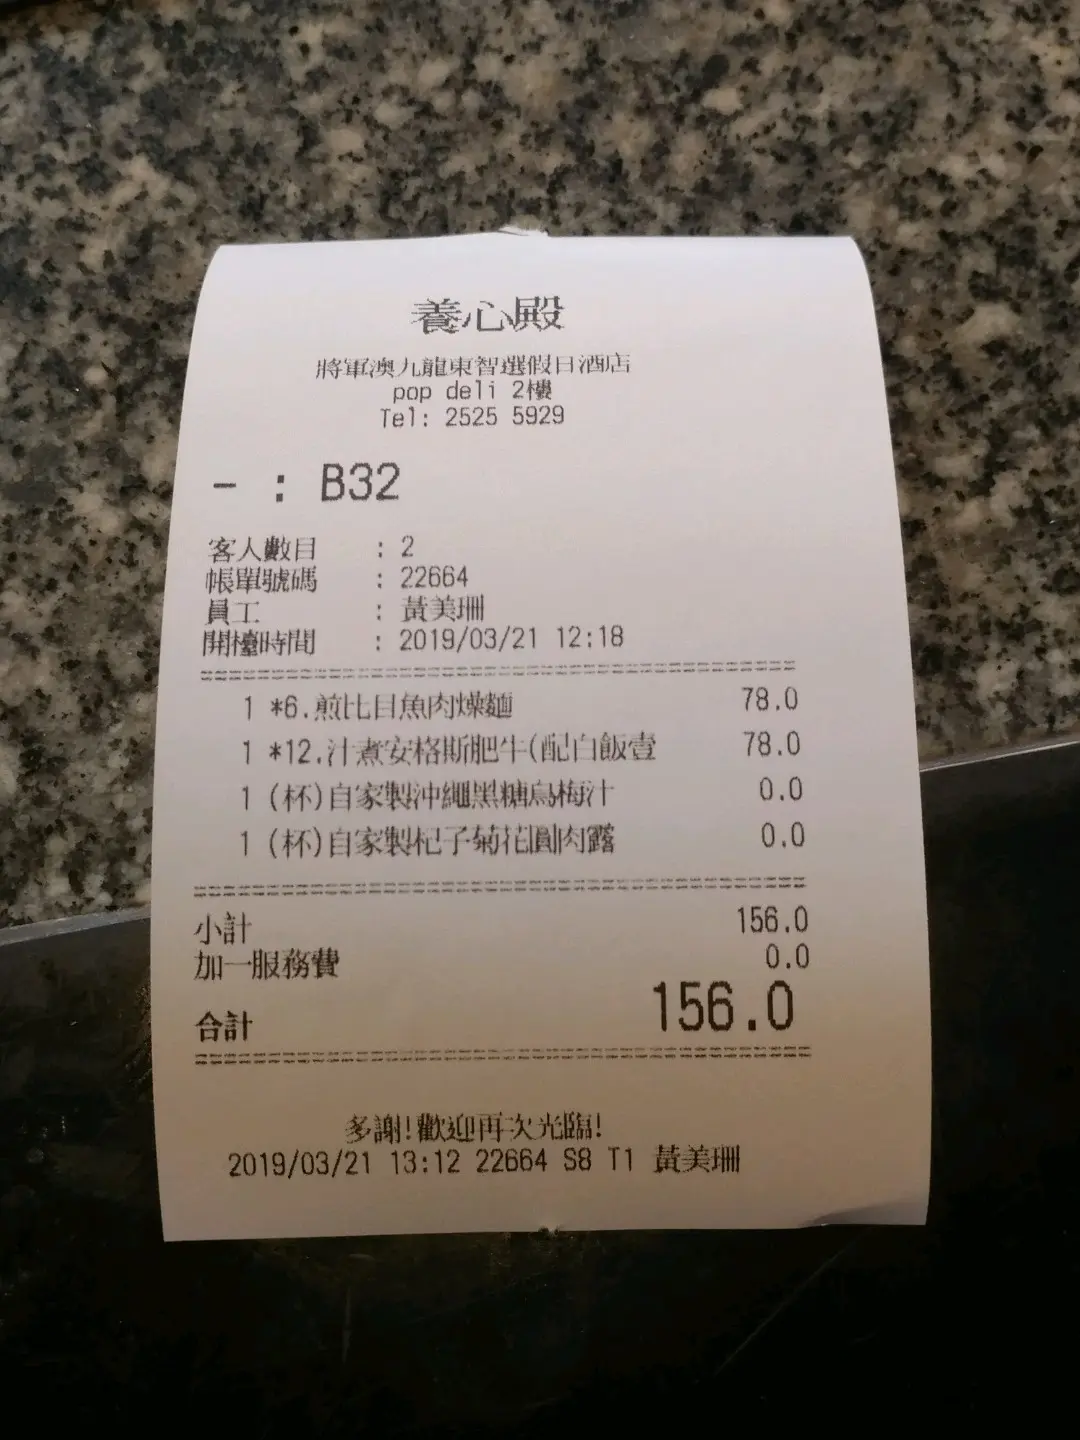 養心殿
將軍澳九龍東智選假日酒店
pop deli 2樓
Tel: 2525 5929
- : B32
客人數目 : 2
帳單號碼 : 22664
員工 : 黃美珊
開檯時間 : 2019/03/21 12:18
1 *6.煎比目魚肉燥麵 78.0
1 *12.汁煮安格斯肥牛(配白飯壹 78.0
1 (杯)自家製沖繩黑糖烏梅汁 0.0
1 (杯)自家製杞子菊花圓肉露 0.0
小計 156.0
加一服務費 0.0
合計 156.0
多謝!歡迎再次光臨!
2019/03/21 13:12 22664 S8 T1 黃美珊